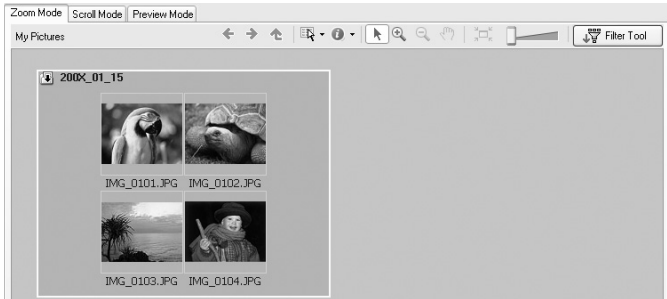 Zoom Mode Scroll Mode Preview Mode
My Pictures Filter Tool
200X_01_15
IMG_0101.JPG IMG_0102.JPG
IMG_0103.JPG IMG_0104.JPG